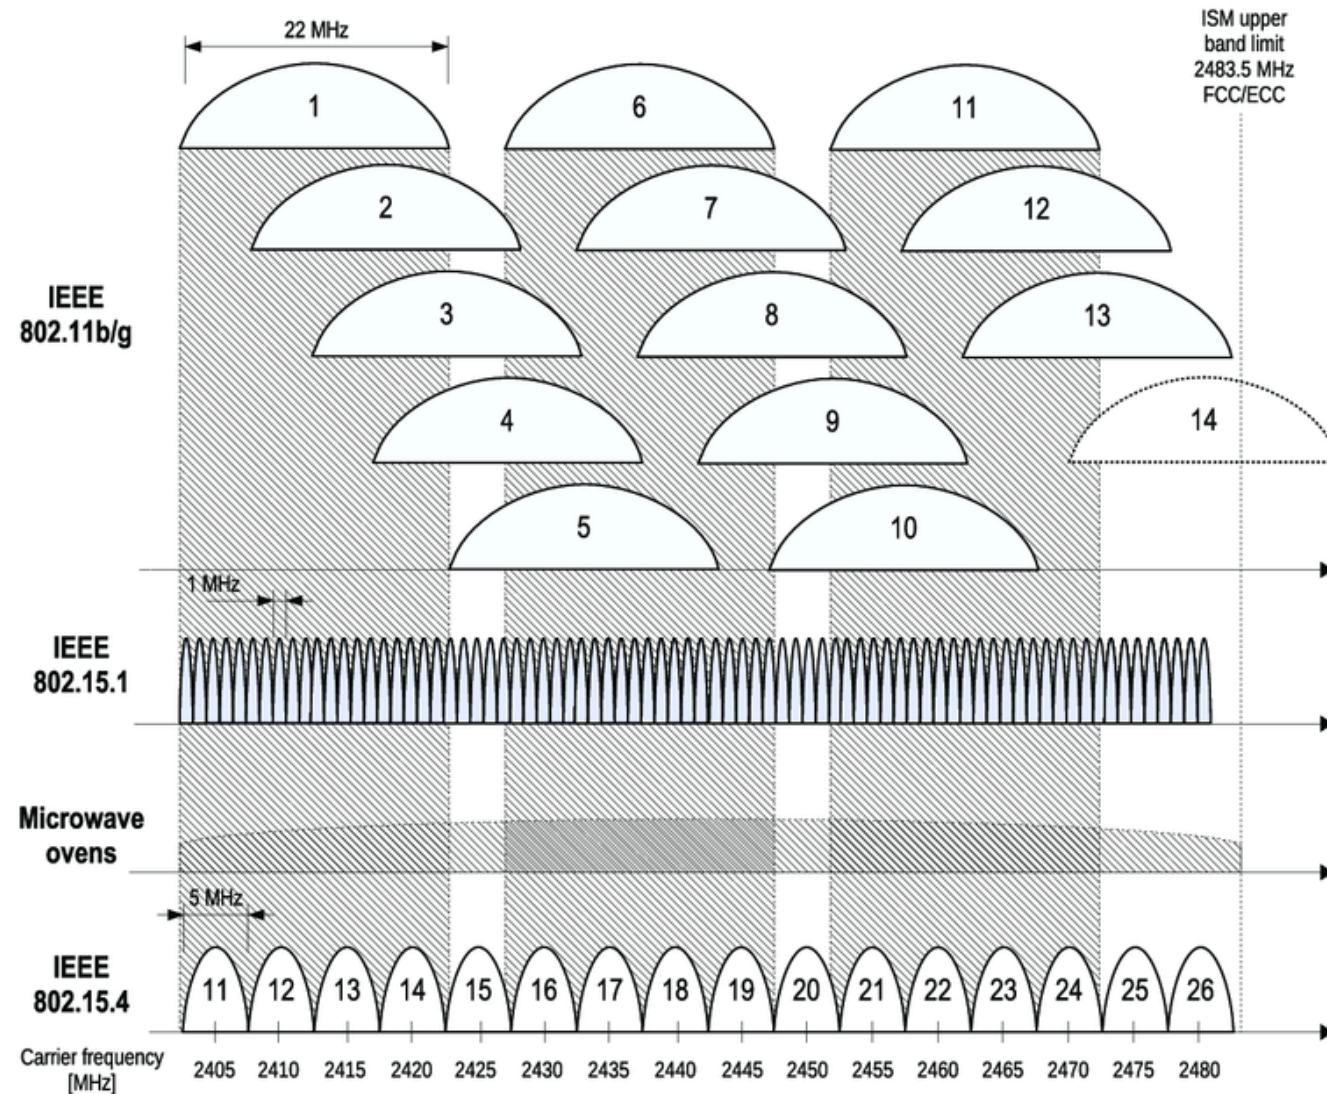 22 MHz
ISM upper
band limit
2483.5 MHz
FCC/ECC
1 6 11
2 7 12
IEEE
802.11b/g
3 8 13
4 9 14
5 10
1 MHz
IEEE
802.15.1
Microwave
ovens
5 MHz
IEEE
802.15.4
11 12 13 14 15 16 17 18 19 20 21 22 23 24 25 26
Carrier frequency
[MHz]
2405 2410 2415 2420 2425 2430 2435 2440 2445 2450 2455 2460 2465 2470 2475 2480